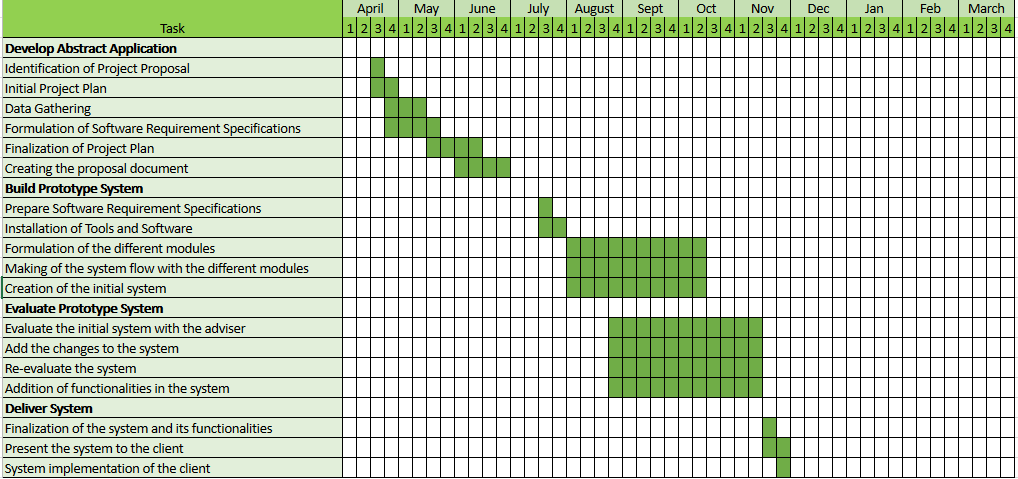 April May June July August Sept Oct Nov Dec Jan Feb March
Task 1 2 3 4 1 2 3 4 1 2 3 4 1 2 3 4 1 2 3 4 1 2 3 4 1 2 3 4 1 2 3 4 1 2 3 4 1 2 3 4 1 2 3 4 1 2 3 4
Develop Abstract Application
Identification of Project Proposal
Initial Project Plan
Data Gathering
Formulation of Software Requirement Specifications
Finalization of Project Plan
Creating the proposal document
Build Prototype System
Prepare Software Requirement Specifications
Installation of Tools and Software
Formulation of the different modules
Making of the system flow with the different modules
Creation of the initial system
Evaluate Prototype System
Evaluate the initial system with the adviser
Add the changes to the system
Re-evaluate the system
Addition of functionalities in the system
Deliver System
Finalization of the system and its functionalities
Present the system to the client
System implementation of the client